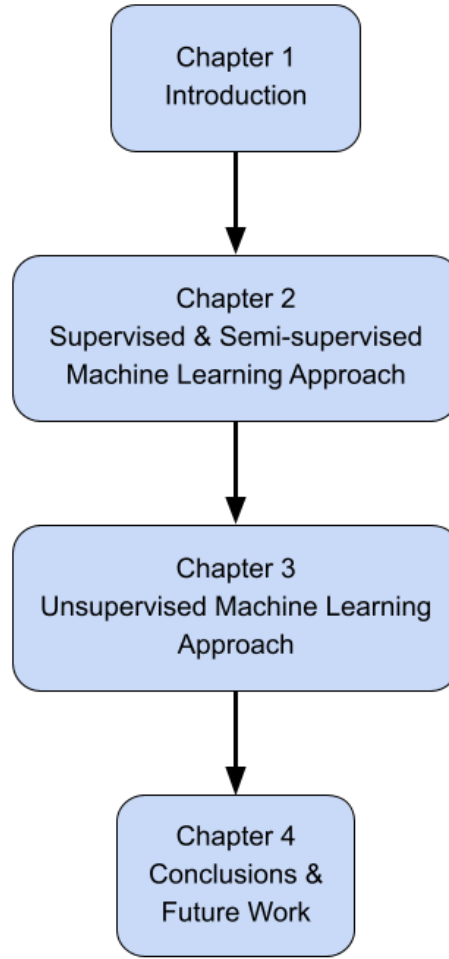 Chapter 1
Introduction
Chapter 2
Supervised & Semi-supervised
Machine Learning Approach
Chapter 3
Unsupervised Machine Learning
Approach
Chapter 4
Conclusions &
Future Work